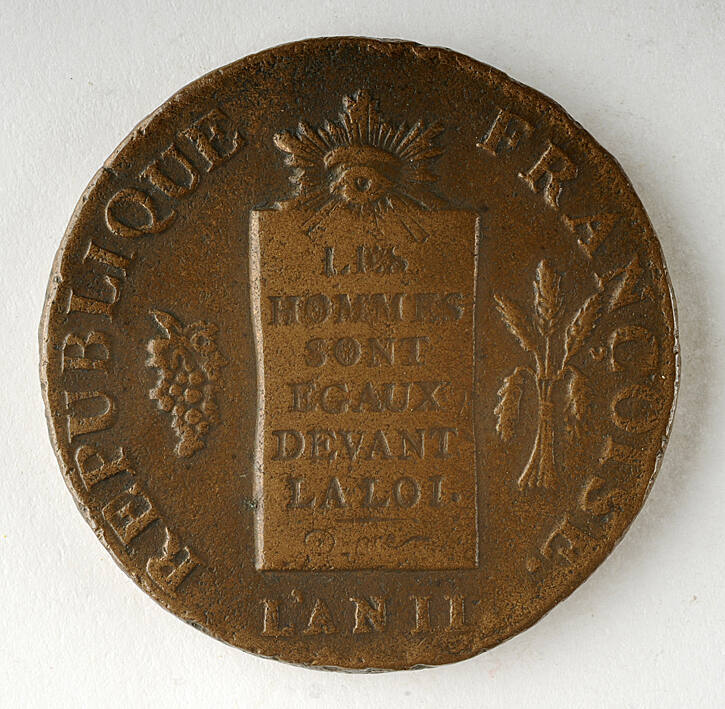 REPUBLIQUE FRANÇOISE.
LES
HOMMES
SONT
EGAUX
DEVANT
LA LOI.
L'AN II